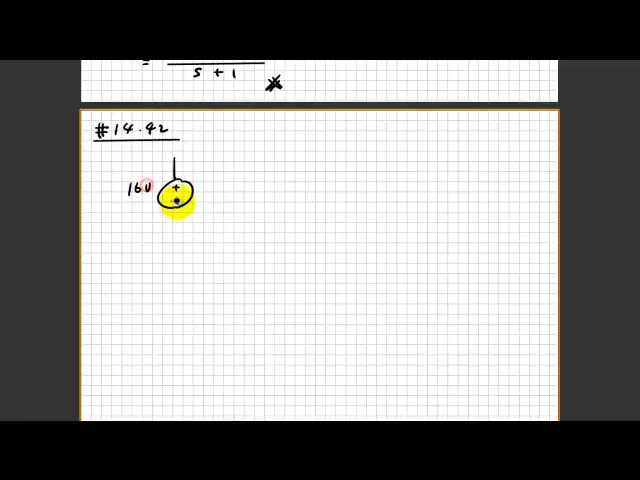 =
s + 1
#14.42
16V
+